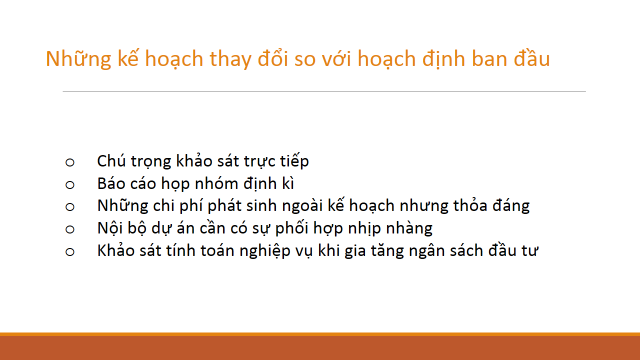 Những kế hoạch thay đổi so với hoạch định ban đầu
o Chú trọng khảo sát trực tiếp
o Báo cáo họp nhóm định kì
o Những chi phí phát sinh ngoài kế hoạch nhưng thỏa đáng
o Nội bộ dự án cần có sự phối hợp nhịp nhàng
o Khảo sát tính toán nghiệp vụ khi gia tăng ngân sách đầu tư